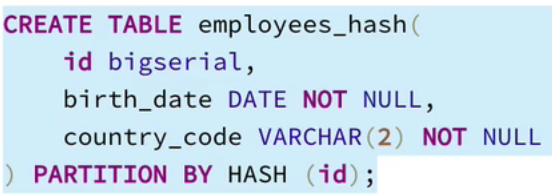 CREATE TABLE employees_hash(
    id bigserial,
    birth_date DATE NOT NULL,
    country_code VARCHAR(2) NOT NULL
) PARTITION BY HASH (id);